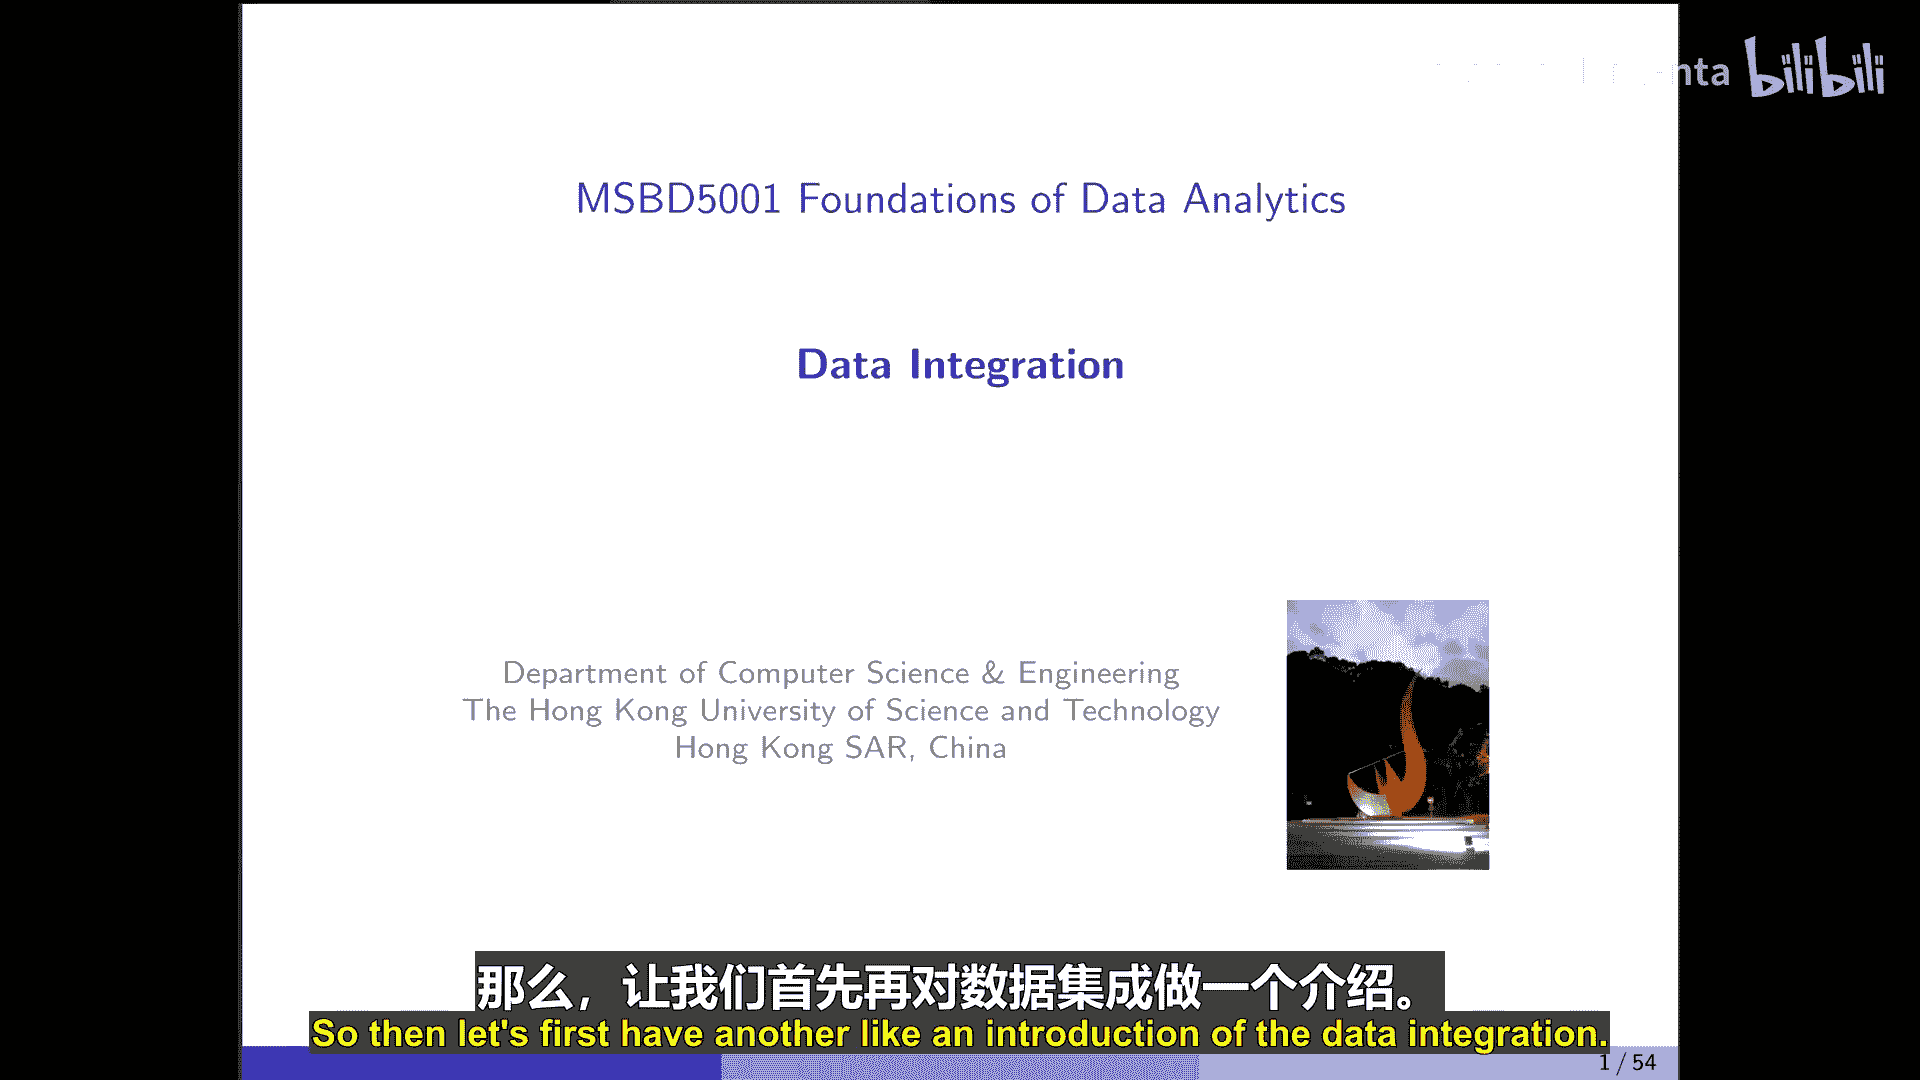 bilibili
MSBD5001 Foundations of Data Analytics
Data Integration
Department of Computer Science & Engineering
The Hong Kong University of Science and Technology
Hong Kong SAR, China
那么，让我们首先再对数据集成做一个介绍。
So then let's first have another like an introduction of the data integration.
1 / 54